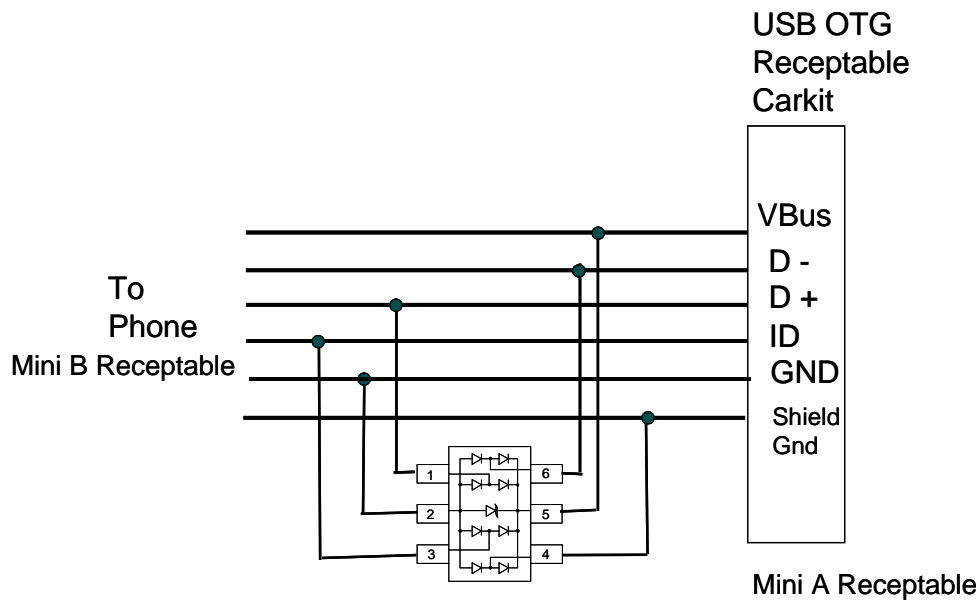 USB OTG
Receptable
Carkit
VBus
D -
D +
ID
GND
Shield
Gnd
To
Phone
Mini B Receptable
1
2
3
6
5
4
Mini A Receptable